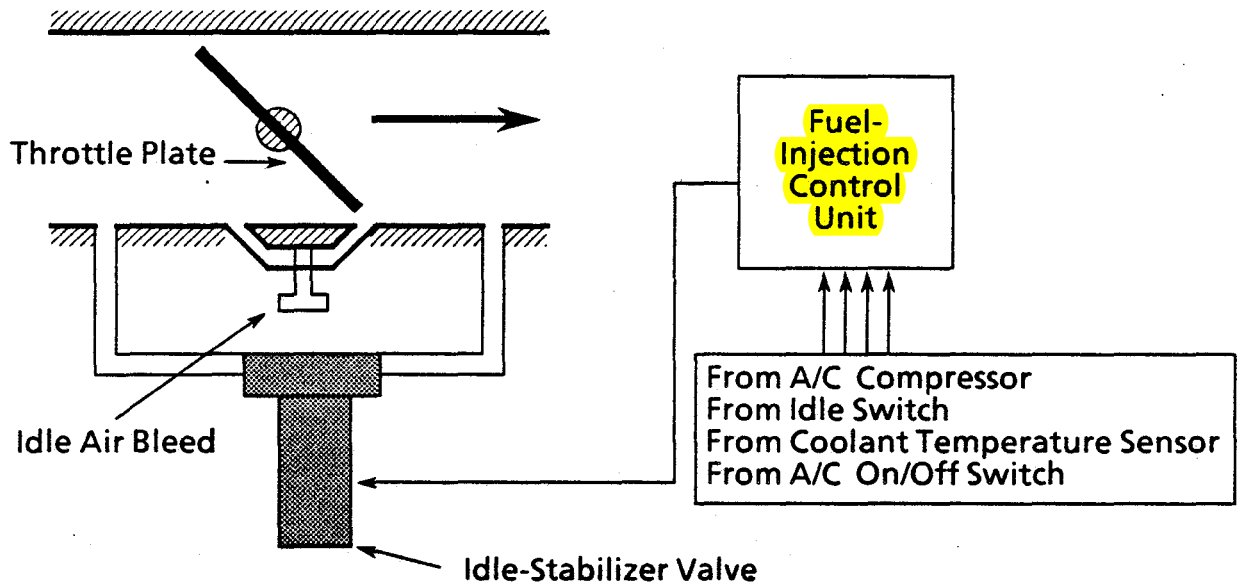 Throttle Plate
Fuel-
Injection
Control
Unit
Idle Air Bleed
From A/C Compressor
From Idle Switch
From Coolant Temperature Sensor
From A/C On/Off Switch
Idle-Stabilizer Valve